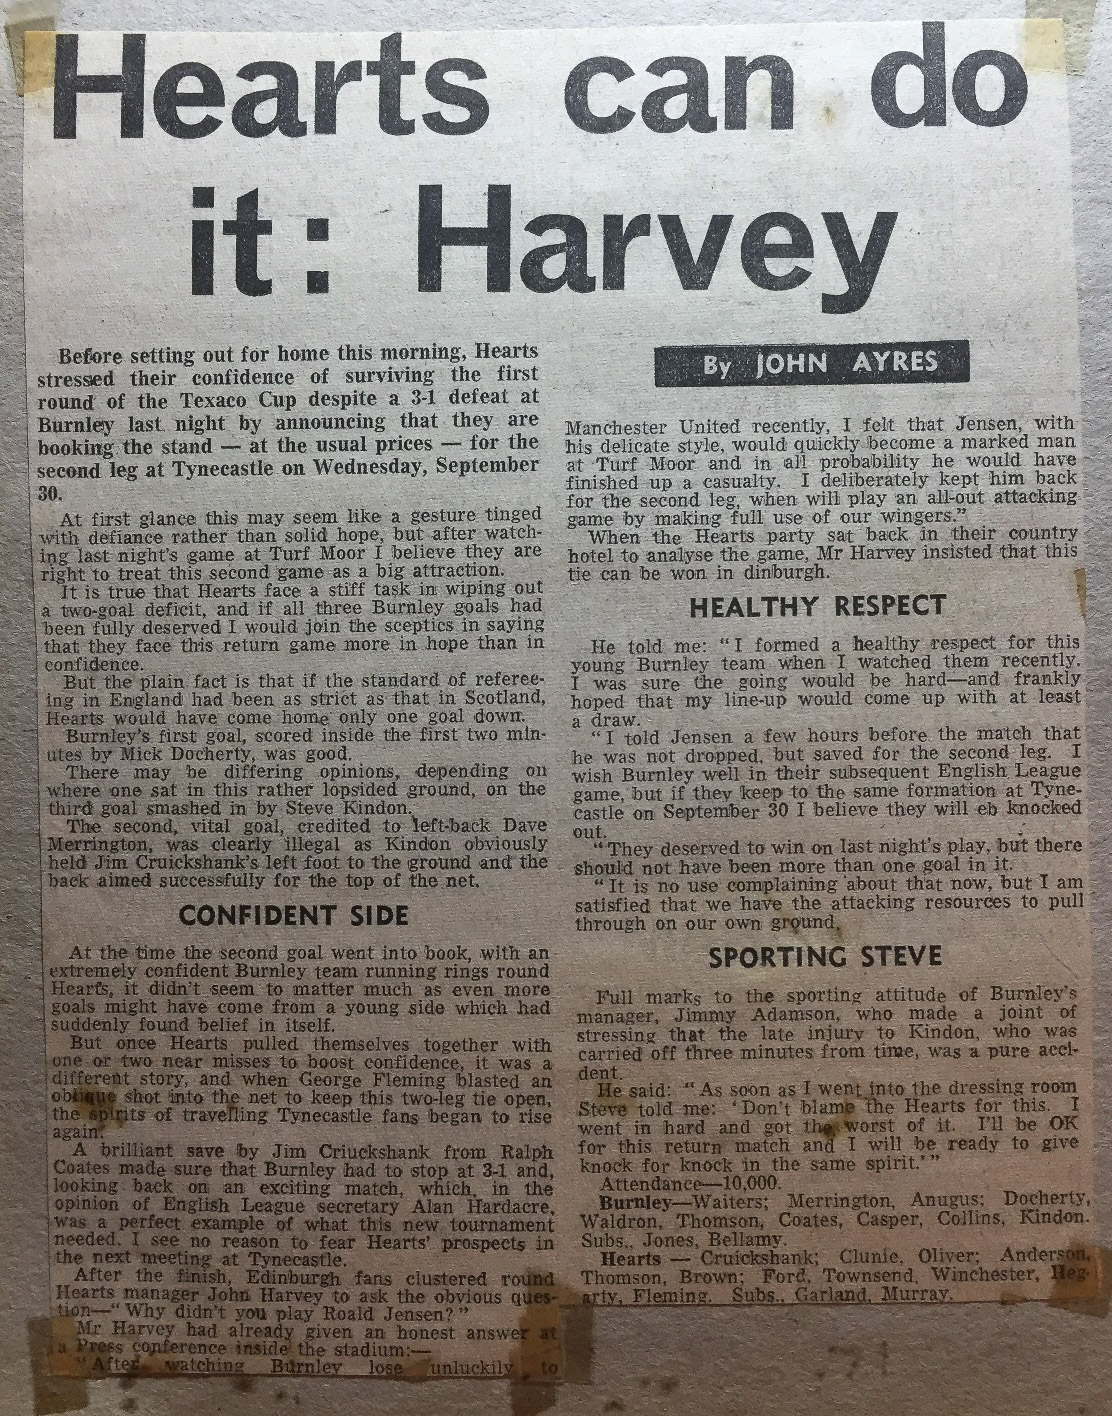 Hearts can do
it: Harvey
Before setting out for home this morning, Hearts
stressed their confidence of surviving the first
round of the Texaco Cup despite a 3-1 defeat at
Burnley last night by announcing that they are
booking the stand — at the usual prices — for the
second leg at Tynecastle on Wednesday, September
30.
At first glance this may seem like a gesture tinged
with defiance rather than solid hope, but after watch-
ing last night's game at Turf Moor I believe they are
right to treat this second game as a big attraction.
It is true that Hearts face a stiff task in wiping out
a two-goal deficit, and if all three Burnley goals had
been fully deserved I would join the sceptics in saying
that they face this return game more in hope than in
confidence.
But the plain fact is that if the standard of referee-
ing in England had been as strict as that in Scotland,
Hearts would have come home only one goal down.
Burnley's first goal, scored inside the first two min-
utes by Mick Docherty, was good.
There may be differing opinions, depending on
where one sat in this rather lopsided ground, on the
third goal smashed in by Steve Kindon.
The second, vital goal, credited to left-back Dave
Merrington, was clearly illegal as Kindon obviously
held Jim Cruickshank's left foot to the ground and the
back aimed successfully for the top of the net.
CONFIDENT SIDE
At the time the second goal went into book, with an
extremely confident Burnley team running rings round
Hearts, it didn't seem to matter much as even more
goals might have come from a young side which had
suddenly found belief in itself.
But once Hearts pulled themselves together with
one or two near misses to boost confidence, it was a
different story, and when George Fleming blasted an
oblique shot into the net to keep this two-leg tie open,
the spirits of travelling Tynecastle fans began to rise
again.
A brilliant save by Jim Criuckshank from Ralph
Coates made sure that Burnley had to stop at 3-1 and,
looking back on an exciting match, which, in the
opinion of English League secretary Alan Hardacre,
was a perfect example of what this new tournament
needed. I see no reason to fear Hearts' prospects in
the next meeting at Tynecastle.
After the finish, Edinburgh fans clustered round
Hearts manager John Harvey to ask the obvious ques-
tion—"Why didn't you play Roald Jensen?"
Mr Harvey had already given an honest answer at
a Press conference inside the stadium:—
"After watching Burnley lose unluckily to
By JOHN AYRES
Manchester United recently, I felt that Jensen, with
his delicate style, would quickly become a marked man
at Turf Moor and in all probability he would have
finished up a casualty. I deliberately kept him back
for the second leg, when will play an all-out attacking
game by making full use of our wingers."
When the Hearts party sat back in their country
hotel to analyse the game, Mr Harvey insisted that this
tie can be won in dinburgh.
HEALTHY RESPECT
He told me: "I formed a healthy respect for this
young Burnley team when I watched them recently.
I was sure the going would be hard—and frankly
hoped that my line-up would come up with at least
a draw.
"I told Jensen a few hours before the match that
he was not dropped, but saved for the second leg. I
wish Burnley well in their subsequent English League
game, but if they keep to the same formation at Tyne-
castle on September 30 I believe they will eb knocked
out.
"They deserved to win on last night's play, but there
should not have been more than one goal in it.
"It is no use complaining about that now, but I am
satisfied that we have the attacking resources to pull
through on our own ground.
SPORTING STEVE
Full marks to the sporting attitude of Burnley's
manager, Jimmy Adamson, who made a joint of
stressing that the late injury to Kindon, who was
carried off three minutes from time, was a pure acci-
dent.
He said: "As soon as I went into the dressing room
Steve told me: 'Don't blame the Hearts for this. I
went in hard and got the worst of it. I'll be OK
for this return match and I will be ready to give
knock for knock in the same spirit.'"
Attendance—10,000.
Burnley—Waiters; Merrington, Anugus; Docherty,
Waldron, Thomson, Coates, Casper, Collins, Kindon.
Subs., Jones, Bellamy.
Hearts — Cruickshank; Clunie, Oliver; Anderson,
Thomson, Brown; Ford, Townsend, Winchester, Heg-
arty, Fleming. Subs., Garland, Murray.